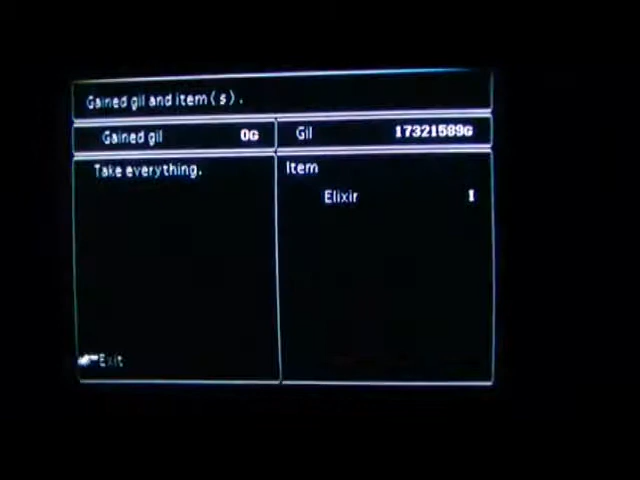 Gained gil and item(s).
Gained gil 0G
Gil 17321589G
Take everything.
Item
Elixir 1
Exit